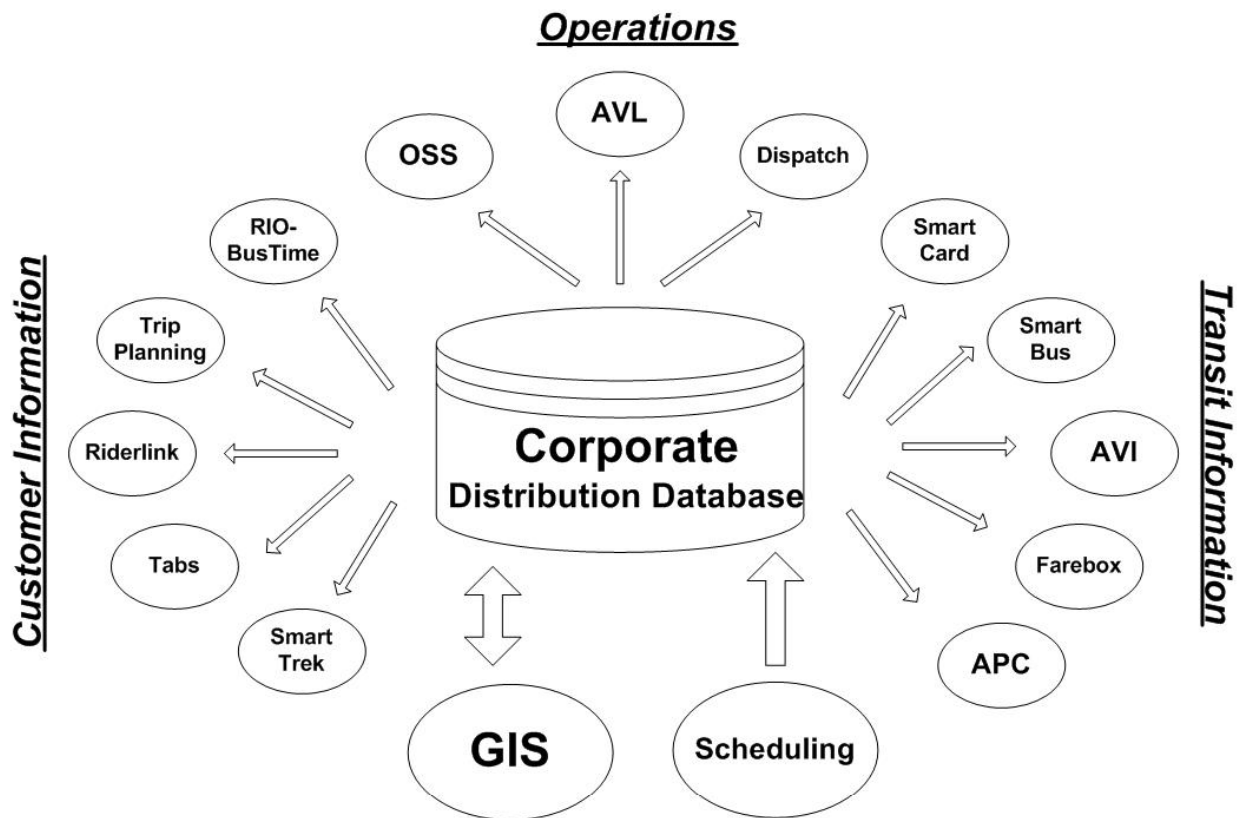 Operations
AVL
OSS
Dispatch
RIO-
BusTime
Smart
Card
Trip
Planning
Smart
Bus
Customer Information
Transit Information
Riderlink
Corporate
Distribution Database
AVI
Tabs
Farebox
Smart
Trek
APC
GIS
Scheduling